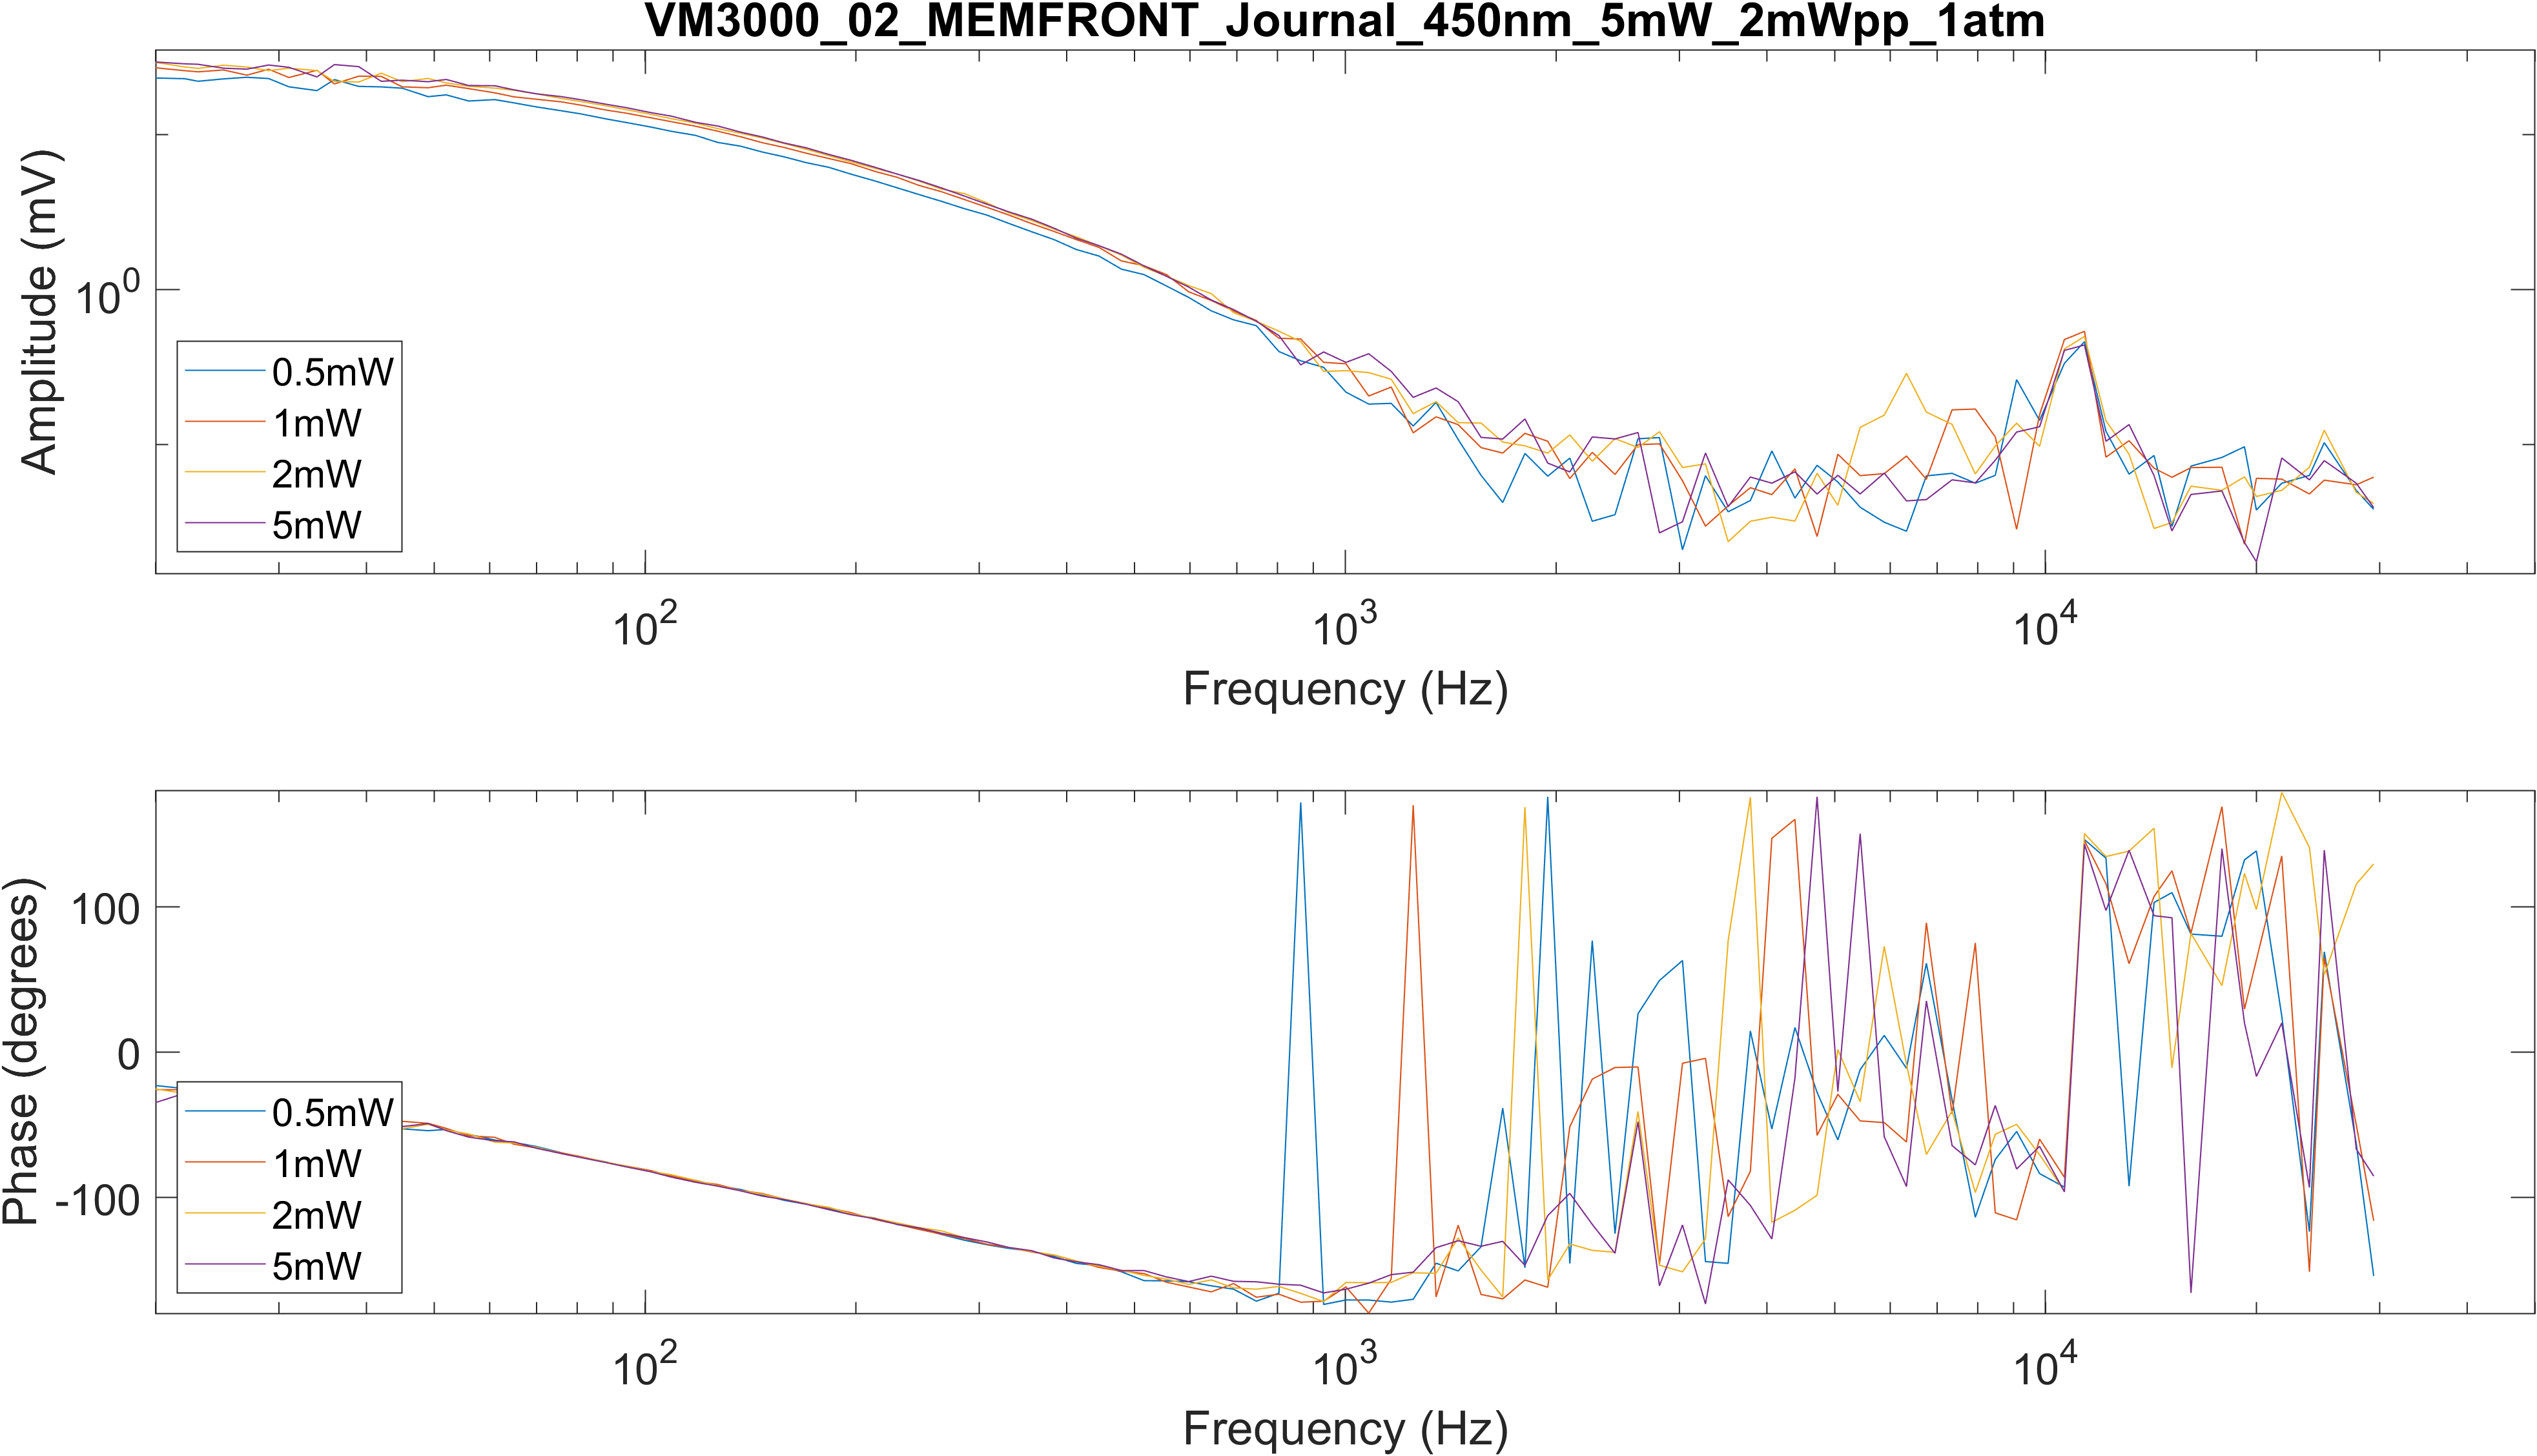 VM3000_02_MEMFRONT_Journal_450nm_5mW_2mWpp_1atm
Amplitude (mV)
10^0
0.5mW
1mW
2mW
5mW
10^2
10^3
10^4
Frequency (Hz)
Phase (degrees)
100
0
-100
0.5mW
1mW
2mW
5mW
10^2
10^3
10^4
Frequency (Hz)